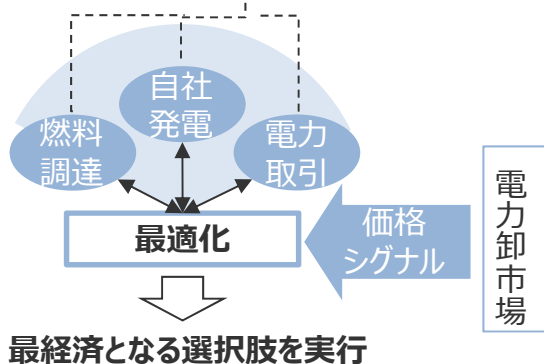 自社
発電
燃料
調達
電力
取引
最適化
価格
シグナル
電力卸市場
最経済となる選択肢を実行